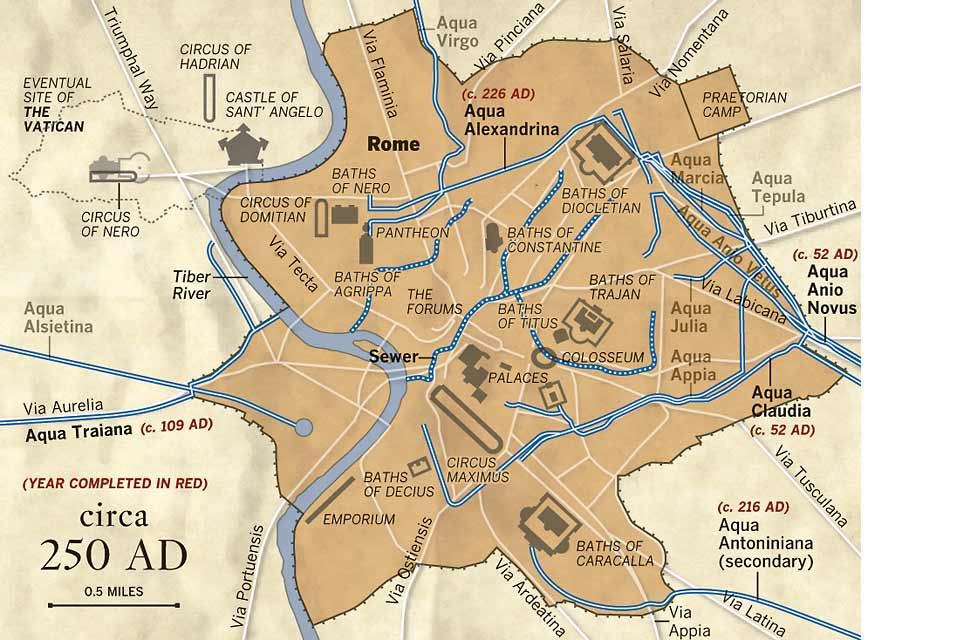 Triumphal Way
CIRCUS OF
HADRIAN
EVENTUAL
SITE OF
THE
VATICAN
CASTLE OF
SANT' ANGELO
CIRCUS
OF NERO
Via Flaminia
Aqua
Virgo
Via Pinciana
Via Salaria
Via Nomentana
(c. 226 AD)
Aqua
Alexandrina
PRAETORIAN
CAMP
Rome
BATHS
OF NERO
CIRCUS OF
DOMITIAN
PANTHEON
BATHS OF
DIOCLETIAN
Aqua
Marcia
Aqua
Tepula
Via Tiburtina
Aqua Anio Vetus
BATHS OF
CONSTANTINE
Via Tecta
BATHS OF
AGRIPPA
Tiber
River
THE
FORUMS
BATHS
OF TITUS
BATHS OF
TRAJAN
Via Labicana
(c. 52 AD)
Aqua
Anio
Novus
Aqua
Julia
Aqua
Alsietina
Sewer
COLOSSEUM
PALACES
Aqua
Appia
Aqua
Claudia
(c. 52 AD)
Via Aurelia
Aqua Traiana (c. 109 AD)
CIRCUS
MAXIMUS
BATHS
OF DECIUS
EMPORIUM
Via Tusculana
(YEAR COMPLETED IN RED)
circa
250 AD
0.5 MILES
Via Portuensis
Via Ostiensis
Via Ardeatina
BATHS OF
CARACALLA
(c. 216 AD)
Aqua
Antoniniana
(secondary)
Via Latina
Via
Appia